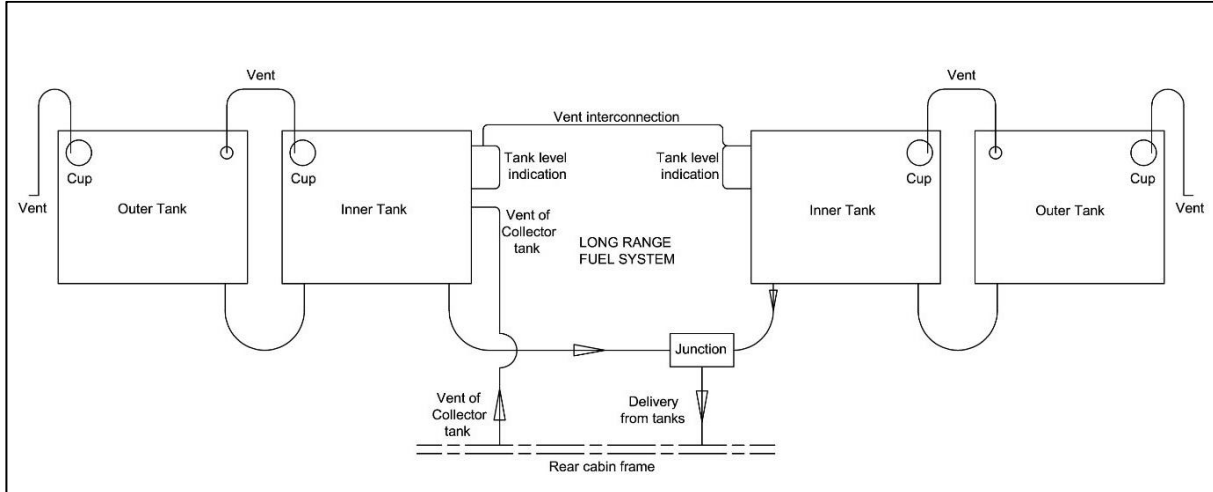 Vent
Vent
Vent interconnection
Tank level
indication
Tank level
indication
Cup
Cup
Cup
Cup
Vent
Outer Tank
Inner Tank
Inner Tank
Outer Tank
Vent
Vent of
Collector
tank
LONG RANGE
FUEL SYSTEM
Junction
Vent of
Collector
tank
Delivery
from tanks
Rear cabin frame